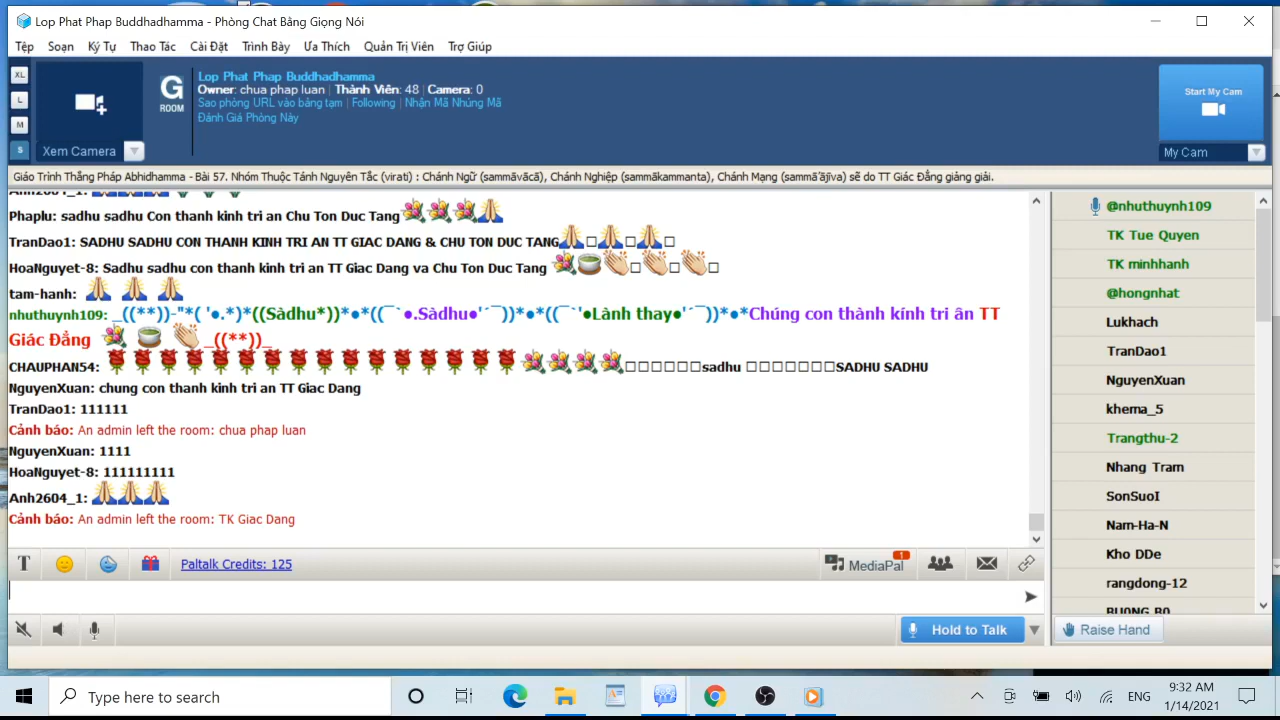 Lop Phat Phap Buddhadhamma - Phòng Chat Bằng Giọng Nói
Tệp Soạn Ký Tự Thao Tác Cài Đặt Trình Bày Ưa Thích Quản Trị Viên Trợ Giúp
XL
L
M
S
Xem Camera
G
ROOM
Lop Phat Phap Buddhadhamma
Owner: chua phap luan | Thành Viên: 48 | Camera: 0
Sao phòng URL vào bảng tạm | Following | Nhận Mã Nhúng Mã
Đánh Giá Phòng Này
Start My Cam
My Cam
Giáo Trình Thắng Pháp Abhidhamma - Bài 57. Nhóm Thuộc Tánh Nguyên Tắc (virati) : Chánh Ngữ (sammāvācā), Chánh Nghiệp (sammākammanta), Chánh Mạng (sammā'ājīva) sẽ do TT Giác Đẳng giảng giải.
Anh2604_1: 🙏🙏🙏🌹🌹🌹
Phaplu: sadhu sadhu Con thanh kinh tri an Chu Ton Duc Tang💐💐💐🙏
TranDao1: SADHU SADHU CON THANH KINH TRI AN TT GIAC DANG & CHU TON DUC TANG🙏□🙏□🙏□
HoaNguyet-8: Sadhu sadhu con thanh kinh tri an TT Giac Dang va Chu Ton Duc Tang 💐🍵👏□👏□👏□
tam-hanh: 🙏 🙏 🙏
nhuthuynh109: _((**))-"*( '●.*)*((Sàdhu*))*●*((¯`●.Sàdhu●'´¯))*●*((¯`'●Lành thay●'´¯))*●*Chúng con thành kính tri ân TT
Giác Đẳng 💐 🍵 👏 _((**))_
CHAUPHAN54: 🌹🌹🌹🌹🌹🌹🌹🌹🌹🌹🌹🌹🌹🌹🌹🌹💐💐💐💐□□□□□□sadhu □□□□□□□SADHU SADHU
NguyenXuan: chung con thanh kinh tri an TT Giac Dang
TranDao1: 111111
Cảnh báo: An admin left the room: chua phap luan
NguyenXuan: 1111
HoaNguyet-8: 111111111
Anh2604_1: 🙏🙏🙏
Cảnh báo: An admin left the room: TK Giac Dang
@nhuthuynh109
TK Tue Quyen
TK minhhanh
@hongnhat
Lukhach
TranDao1
NguyenXuan
khema_5
Trangthu-2
Nhang Tram
SonSuoI
Nam-Ha-N
Kho DDe
rangdong-12
BU0NG B0
T Paltalk Credits: 125 MediaPal 1
Hold to Talk Raise Hand
Type here to search
ENG 9:32 AM
1/14/2021